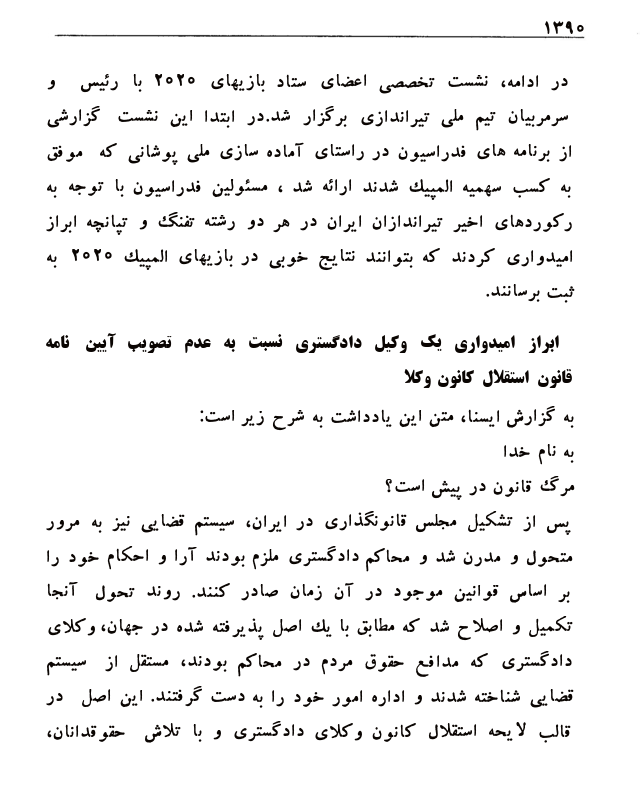 ۱۳۹۰
در ادامه، نشست تخصصی اعضای ستاد بازیهای ۲۰۲۰ با رئیس و
سرمربیان تیم ملی تیراندازی برگزار شد.در ابتدا این نشست گزارشی
از برنامه های فدراسیون در راستای آماده سازی ملی پوشانی که موفق
به کسب سهمیه المپیک شدند ارائه شد ، مسئولین فدراسیون با توجه به
رکوردهای اخیر تیراندازان ایران در هر دو رشته تفنگ و تپانچه ابراز
امیدواری کردند که بتوانند نتایج خوبی در بازیهای المپیک ۲۰۲۰ به
ثبت برسانند.
ابراز امیدواری یک وکیل دادگستری نسبت به عدم تصویب آیین نامه
قانون استقلال کانون وکلا
به گزارش ایسنا، متن این یادداشت به شرح زیر است:
به نام خدا
مرگ قانون در پیش است؟
پس از تشکیل مجلس قانونگذاری در ایران، سیستم قضایی نیز به مرور
متحول و مدرن شد و محاکم دادگستری ملزم بودند آرا و احکام خود را
بر اساس قوانین موجود در آن زمان صادر کنند. روند تحول آنجا
تکمیل و اصلاح شد که مطابق با یک اصل پذیرفته شده در جهان، وکلای
دادگستری که مدافع حقوق مردم در محاکم بودند، مستقل از سیستم
قضایی شناخته شدند و اداره امور خود را به دست گرفتند. این اصل در
قالب لایحه استقلال کانون وکلای دادگستری و با تلاش حقوقدانان،